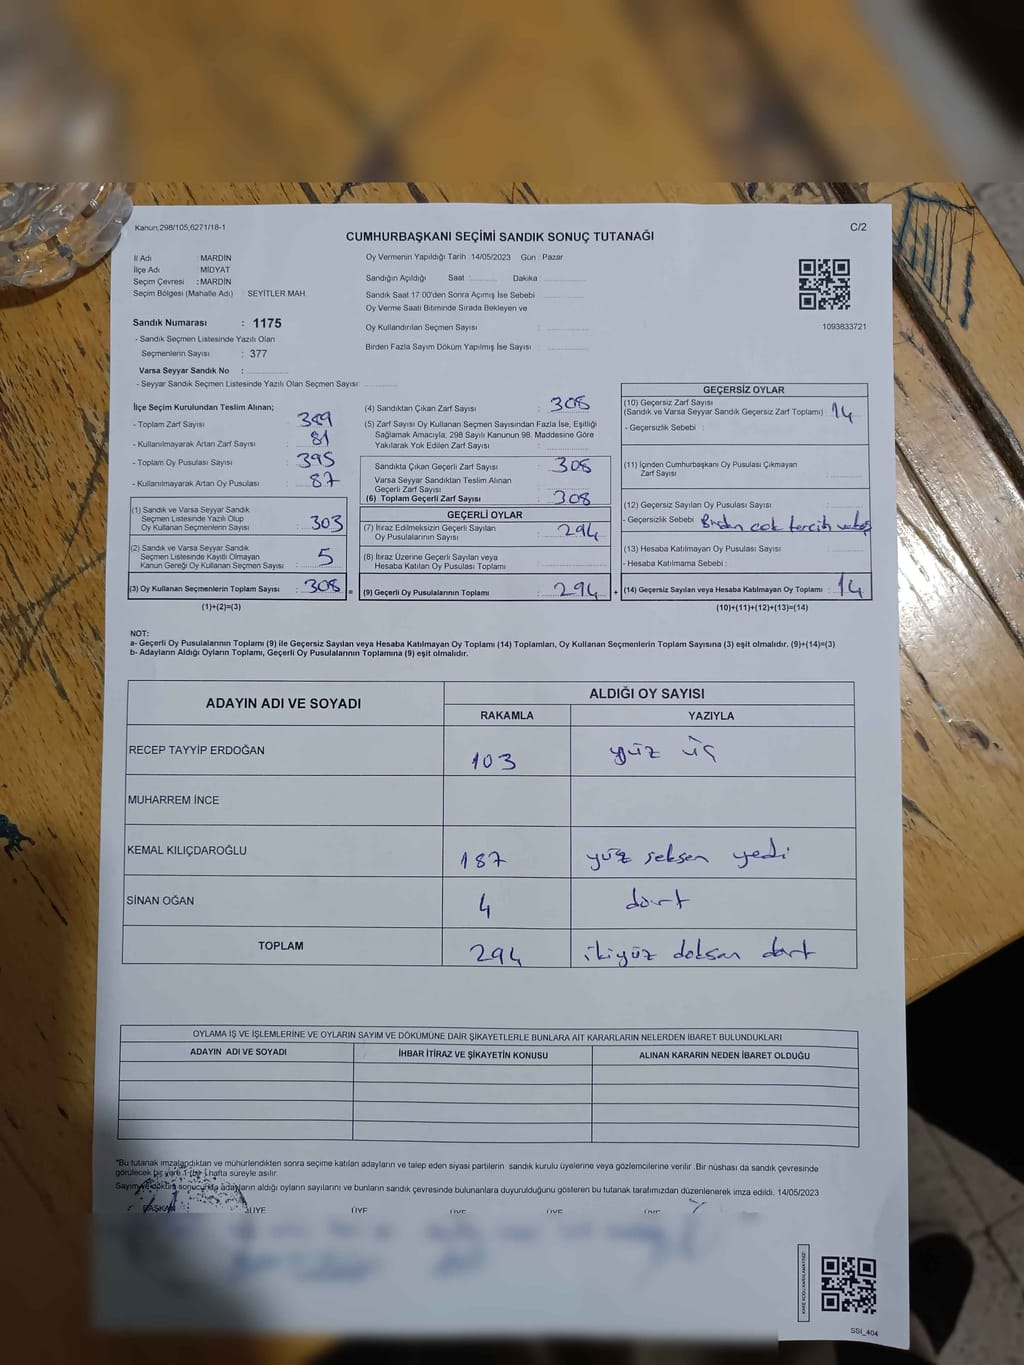 Kanun:298/105,6271/18-1
C/2
CUMHURBAŞKANI SEÇİMİ SANDIK SONUÇ TUTANAĞI
İl Adı : MARDİN
İlçe Adı : MİDYAT
Seçim Çevresi : MARDİN
Seçim Bölgesi (Mahalle Adı) : SEYİTLER MAH.
Oy Vermenin Yapıldığı Tarih :14/05/2023 Gün : Pazar
Sandığın Açıldığı Saat : Dakika :
Sandık Saat 17 00'den Sonra Açımış İse Sebebi
Oy Verme Saati Bitiminde Sırada Bekleyen ve
Oy Kullandırılan Seçmen Sayısı :
Birden Fazla Sayım Döküm Yapılmış İse Sayısı :
1093833721
Sandık Numarası : 1175
- Sandık Seçmen Listesinde Yazılı Olan
Seçmenlerin Sayısı : 377
Varsa Seyyar Sandık No :
- Seyyar Sandık Seçmen Listesinde Yazılı Olan Seçmen Sayısı:
İlçe Seçim Kurulundan Teslim Alınan;
- Toplam Zarf Sayısı : 389
- Kullanılmayarak Artan Zarf Sayısı : 81
- Toplam Oy Pusulası Sayısı : 395
- Kullanılmayarak Artan Oy Pusulası : 87
(1) Sandık ve Varsa Seyyar Sandık
Seçmen Listesinde Yazılı Olup
Oy Kullanan Seçmenlerin Sayısı : 303
(2) Sandık ve Varsa Seyyar Sandık
Seçmen Listesinde Kayıtlı Olmayan
Kanun Gereği Oy Kullanan Seçmen Sayısı : 5
(3) Oy Kullanan Seçmenlerin Toplam Sayısı : 308 =
(1)+(2)=(3)
(4) Sandıktan Çıkan Zarf Sayısı : 308
(5) Zarf Sayısı Oy Kullanan Seçmen Sayısından Fazla İse, Eşitliği
Sağlamak Amacıyla; 298 Sayılı Kanunun 98. Maddesine Göre
Yakılarak Yok Edilen Zarf Sayısı :
Sandıkta Çıkan Geçerli Zarf Sayısı : 308
Varsa Seyyar Sandıktan Teslim Alınan
Geçerli Zarf Sayısı :
(6) Toplam Geçerli Zarf Sayısı : 308
GEÇERLİ OYLAR
(7) İtiraz Edilmeksizin Geçerli Sayılan
Oy Pusulalarının Sayısı : 294
(8) İtiraz Üzerine Geçerli Sayılan veya
Hesaba Katılan Oy Pusulası Toplamı :
(9) Geçerli Oy Pusulalarının Toplamı : 294 +
GEÇERSİZ OYLAR
(10) Geçersiz Zarf Sayısı
(Sandık ve Varsa Seyyar Sandık Geçersiz Zarf Toplamı) : 14
- Geçersizlik Sebebi :
(11) İçinden Cumhurbaşkanı Oy Pusulası Çıkmayan
Zarf Sayısı :
(12) Geçersiz Sayılan Oy Pusulası Sayısı :
- Geçersizlik Sebebi : Birden çok tercih
(13) Hesaba Katılmayan Oy Pusulası Sayısı :
- Hesaba Katılmama Sebebi :
(14) Geçersiz Sayılan veya Hesaba Katılmayan Oy Toplamı : 14
(10)+(11)+(12)+(13)=(14)
NOT:
a- Geçerli Oy Pusulalarının Toplamı (9) ile Geçersiz Sayılan veya Hesaba Katılmayan Oy Toplamı (14) Toplamları, Oy Kullanan Seçmenlerin Toplam Sayısına (3) eşit olmalıdır. (9)+(14)=(3)
b- Adayların Aldığı Oyların Toplamı, Geçerli Oy Pusulalarının Toplamına (9) eşit olmalıdır.
ADAYIN ADI VE SOYADI
ALDIĞI OY SAYISI
RAKAMLA YAZIYLA
RECEP TAYYİP ERDOĞAN 103 yüz üç
MUHARREM İNCE
KEMAL KILIÇDAROĞLU 187 yüz seksen yedi
SİNAN OĞAN 4 dört
TOPLAM 294 ikiyüz doksan dört
OYLAMA İŞ VE İŞLEMLERİNE VE OYLARIN SAYIM VE DÖKÜMÜNE DAİR ŞİKAYETLERLE BUNLARA AİT KARARLARIN NELERDEN İBARET BULUNDUKLARI
ADAYIN ADI VE SOYADI İHBAR İTİRAZ VE ŞİKAYETİN KONUSU ALINAN KARARIN NEDEN İBARET OLDUĞU
*Bu tutanak imzalandıktan ve mühürlendikten sonra seçime katılan adayların ve talep eden siyasi partilerin sandık kurulu üyelerine veya gözlemcilerine verilir. Bir nüshası da sandık çevresinde
görülecek bir yere 1 (bir) hafta süreyle asılır.
Sayım ve döküm sonucunda adayların aldığı oyların sayılarını ve bunların sandık çevresinde bulunanlara duyurulduğunu gösteren bu tutanak tarafımızdan düzenlenerek imza edildi. 14/05/2023
BAŞKAN ÜYE ÜYE ÜYE ÜYE ÜYE
KARE KODU KARALAMAYINIZ!
SSI_404